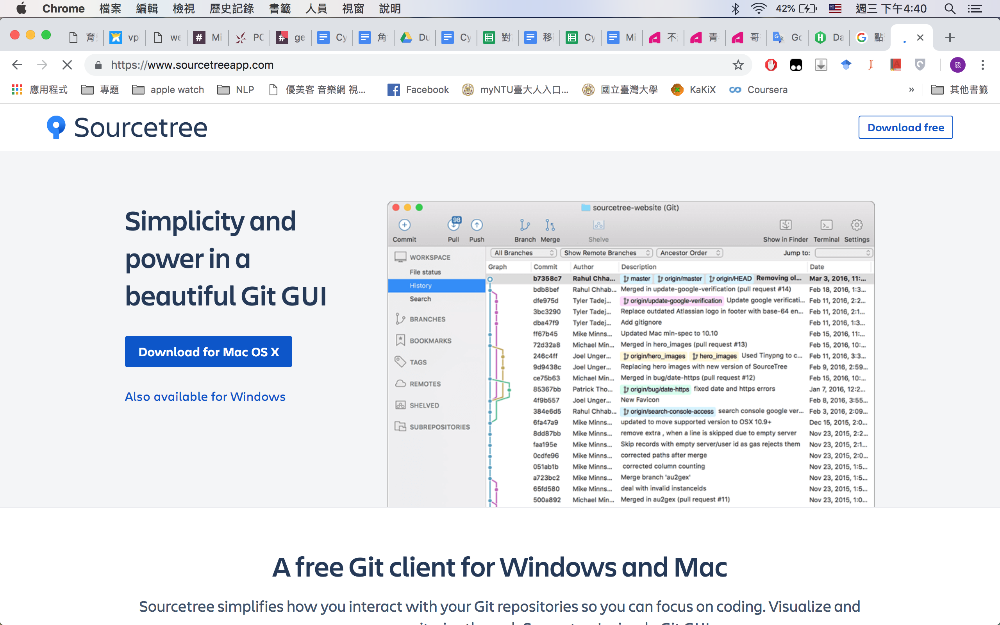 Chrome 檔案 編輯 檢視 歷史記錄 書籤 人員 視窗 說明 42% 週三 下午4:40
vp we Mi PC ge Cy 角 Du Cy 對 移 Cy Mi 不 青 哥 Go Da 點
https://www.sourcetreeapp.com 毅
應用程式 專題 apple watch NLP 優美客 音樂網 視... Facebook myNTU臺大人入口... 國立臺灣大學 KaKiX Coursera » 其他書籤
Sourcetree
Download free
Simplicity and
power in a
beautiful Git GUI
Download for Mac OS X
Also available for Windows
sourcetree-website (Git)
98
Commit Pull Push Branch Merge Shelve Show in Finder Terminal Settings
WORKSPACE
File status
History
Search
BRANCHES
BOOKMARKS
TAGS
REMOTES
SHELVED
SUBREPOSITORIES
All Branches Show Remote Branches Ancestor Order Jump to:
Graph Commit Author Description Date
b7358c7 Rahul Chha... master origin/master origin/HEAD Removing ol... Mar 3, 2016, 11:...
bdb8bef Rahul Chhab... Merged in update-google-verification (pull request #14) Feb 18, 2016, 1:3...
dfe975d Tyler Tadej... origin/update-google-verification Update google verificati... Feb 11, 2016, 2:2...
3bc3290 Tyler Tadej... Replace outdated Atlassian logo in footer with base-64 en... Feb 11, 2016, 2:1...
dba47f9 Tyler Tadej... Add gitignore Feb 11, 2016, 1:3...
ff67b45 Mike Minns... Updated Mac min-spec to 10.10 Feb 15, 2016, 11:...
72d32a8 Michael Min... Merged in hero_images (pull request #13) Feb 15, 2016, 10:...
246c4ff Joel Unger... origin/hero_images hero_images Used Tinypng to c... Feb 11, 2016, 3:3...
9d9438c Joel Unger... Replacing hero images with new version of SourceTree Feb 9, 2016, 2:59...
ce75b63 Michael Min... Merged in bug/date-https (pull request #12) Feb 15, 2016, 10:...
85367bb Patrick Tho... origin/bug/date-https fixed date and https errors Jan 7, 2016, 12:2...
4f9b557 Joel Unger... New Favicon Feb 8, 2016, 3:55...
384e6d5 Rahul Chhab... origin/search-console-access search console google ver... Feb 3, 2016, 2:09...
6fa47a9 Mike Minns... updated to move supported version to OSX 10.9+ Dec 15, 2015, 2:0...
8dd87bb Mike Minns... remove extra , when a line is skipped due to empty server Nov 23, 2015, 2:2...
faa195e Mike Minns... Skip records with empty server/user id as gas rejects them Nov 23, 2015, 2:1...
0cdfe96 Mike Minns... corrected paths after merge Nov 23, 2015, 2:0...
051ab1b Mike Minns... corrected column counting Nov 23, 2015, 1:5...
a723bc2 Mike Minns... Merge branch 'au2gex' Nov 23, 2015, 1:5...
65fd580 Mike Minns... deal with invalid instanceids Nov 23, 2015, 1:5...
500a892 Michael Min... Merged in au2gex (pull request #11) Nov 23, 2015, 1:0...
A free Git client for Windows and Mac
Sourcetree simplifies how you interact with your Git repositories so you can focus on coding. Visualize and